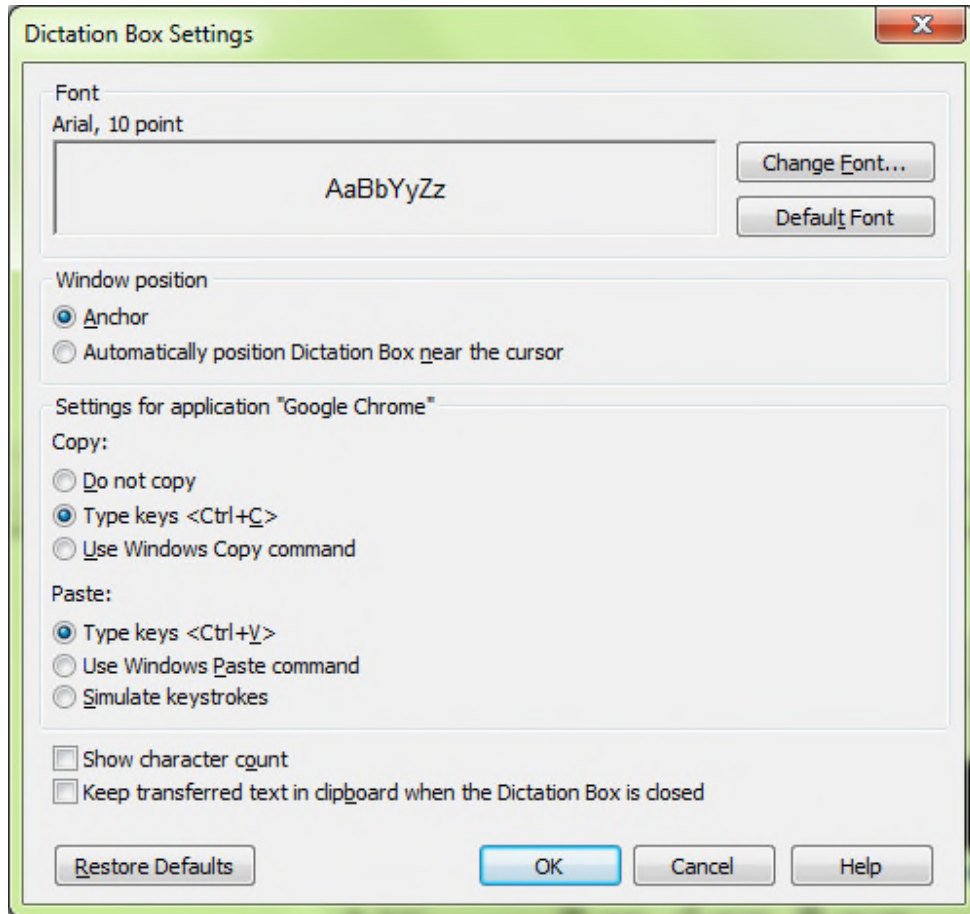 Dictation Box Settings
Font
Arial, 10 point
AaBbYyZz
Change Font...
Default Font
Window position
Anchor
Automatically position Dictation Box near the cursor
Settings for application "Google Chrome"
Copy:
Do not copy
Type keys <Ctrl+C>
Use Windows Copy command
Paste:
Type keys <Ctrl+V>
Use Windows Paste command
Simulate keystrokes
Show character count
Keep transferred text in clipboard when the Dictation Box is closed
Restore Defaults OK Cancel Help